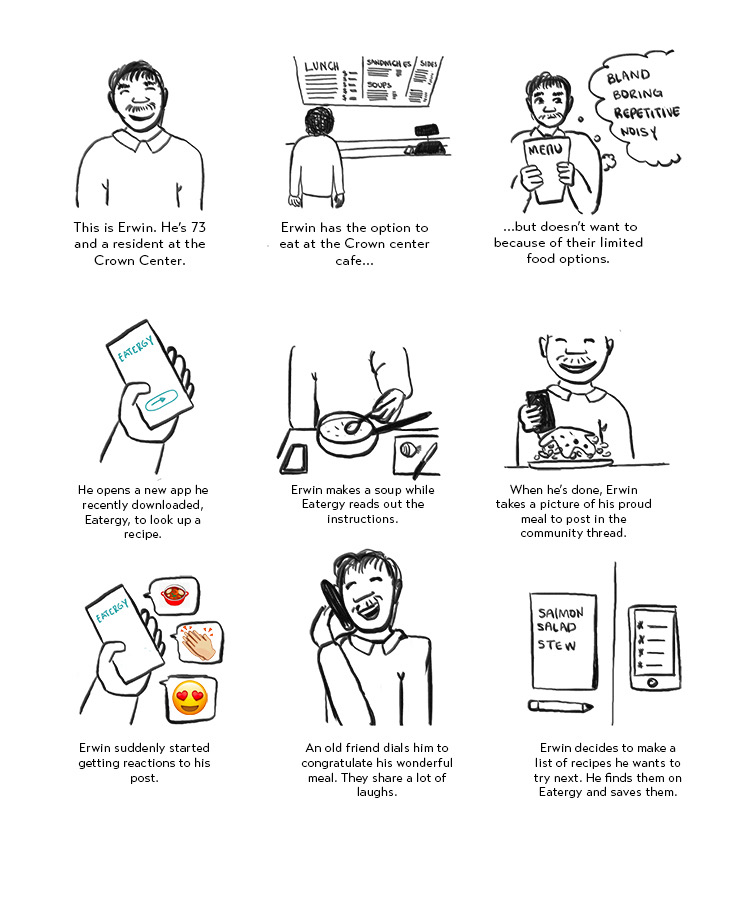 LUNCH
SANDWICHES
SIDES
SOUPS
BLAND
BORING
REPETITIVE
NOISY
MENU
This is Erwin. He's 73
and a resident at the
Crown Center.
Erwin has the option to
eat at the Crown center
cafe...
...but doesn't want to
because of their limited
food options.
EATERGY
He opens a new app he
recently downloaded,
Eatergy, to look up a
recipe.
Erwin makes a soup while
Eatergy reads out the
instructions.
When he's done, Erwin
takes a picture of his proud
meal to post in the
community thread.
EATERGY
SALMON
SALAD
STEW
Erwin suddenly started
getting reactions to his
post.
An old friend dials him to
congratulate his wonderful
meal. They share a lot of
laughs.
Erwin decides to make a
list of recipes he wants to
try next. He finds them on
Eatergy and saves them.